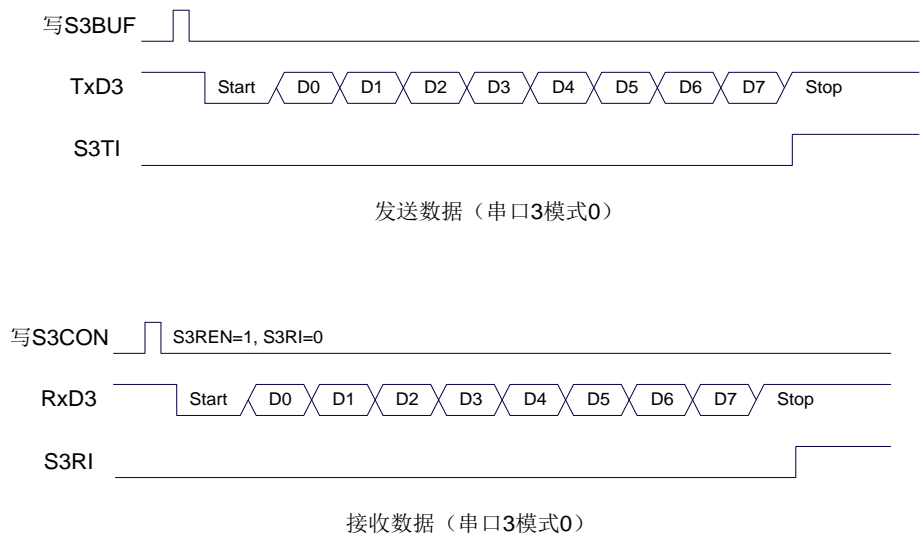 写S3BUF
TxD3 Start D0 D1 D2 D3 D4 D5 D6 D7 Stop
S3TI
发送数据（串口3模式0）
写S3CON S3REN=1, S3RI=0
RxD3 Start D0 D1 D2 D3 D4 D5 D6 D7 Stop
S3RI
接收数据（串口3模式0）